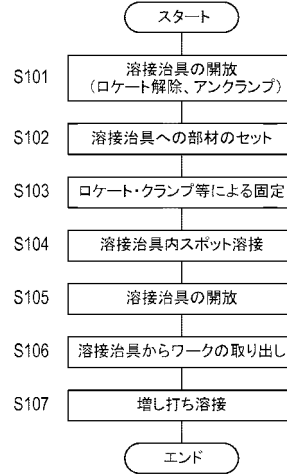 スタート
S101 溶接治具の開放
(ロケート解除、アンクランプ)
S102 溶接治具への部材のセット
S103 ロケート・クランプ等による固定
S104 溶接治具内スポット溶接
S105 溶接治具の開放
S106 溶接治具からワークの取り出し
S107 増し打ち溶接
エンド